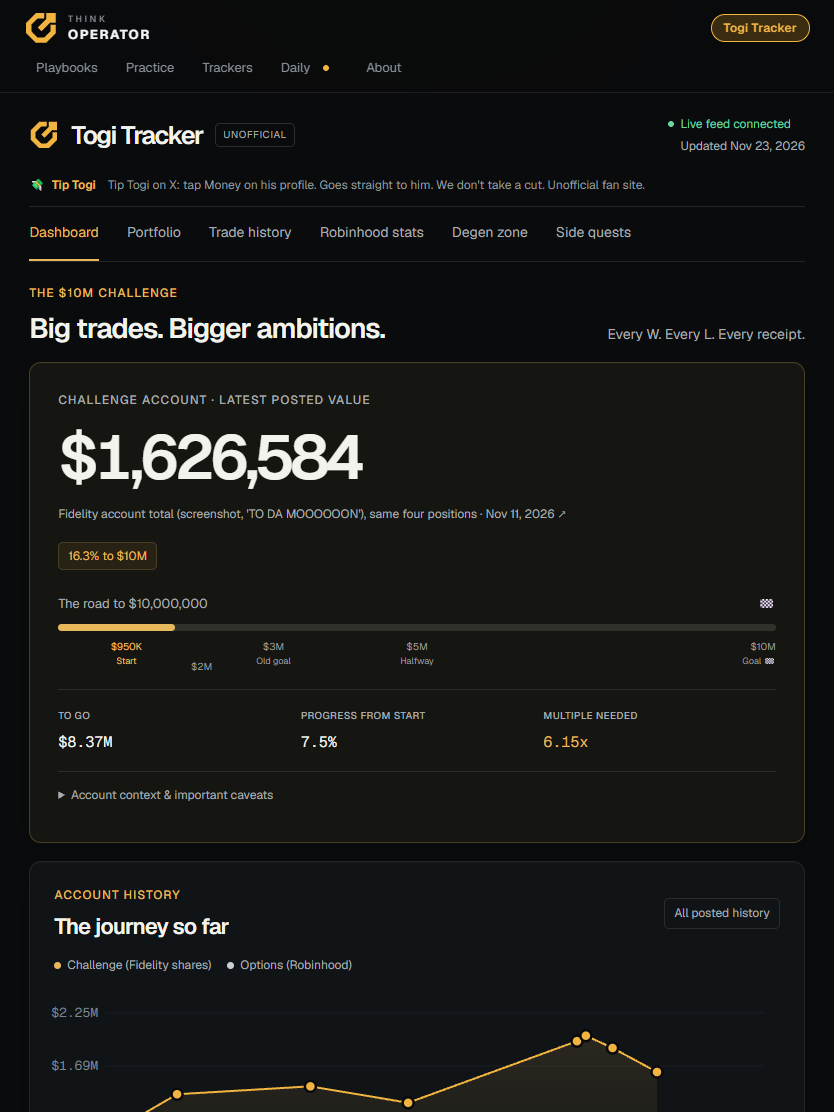 THINK
OPERATOR
Togi Tracker
Playbooks Practice Trackers Daily About
Togi Tracker UNOFFICIAL
Live feed connected
Updated Nov 23, 2026
Tip Togi Tip Togi on X: tap Money on his profile. Goes straight to him. We don't take a cut. Unofficial fan site.
Dashboard Portfolio Trade history Robinhood stats Degen zone Side quests
THE $10M CHALLENGE
Big trades. Bigger ambitions.
Every W. Every L. Every receipt.
CHALLENGE ACCOUNT · LATEST POSTED VALUE
$1,626,584
Fidelity account total (screenshot, 'TO DA MOOOOOON'), same four positions · Nov 11, 2026 ↗
16.3% to $10M
The road to $10,000,000
$950K $3M $5M $10M
Start Old goal Halfway Goal
$2M
TO GO PROGRESS FROM START MULTIPLE NEEDED
$8.37M 7.5% 6.15x
Account context & important caveats
ACCOUNT HISTORY
The journey so far
All posted history
Challenge (Fidelity shares) Options (Robinhood)
$2.25M
$1.69M